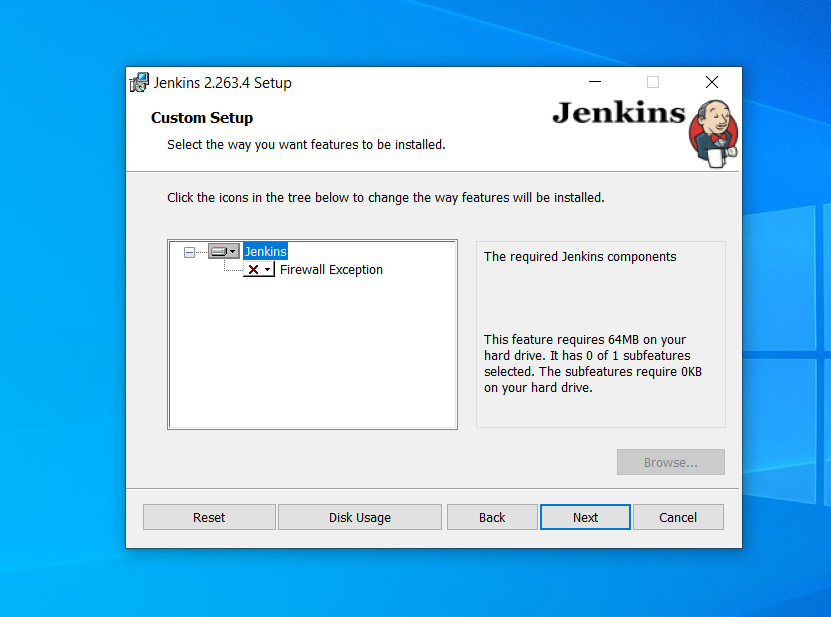 Jenkins 2.263.4 Setup
Custom Setup
Jenkins
Select the way you want features to be installed.
Click the icons in the tree below to change the way features will be installed.
Jenkins
Firewall Exception
The required Jenkins components
This feature requires 64MB on your
hard drive. It has 0 of 1 subfeatures
selected. The subfeatures require 0KB
on your hard drive.
Browse...
Reset
Disk Usage
Back
Next
Cancel